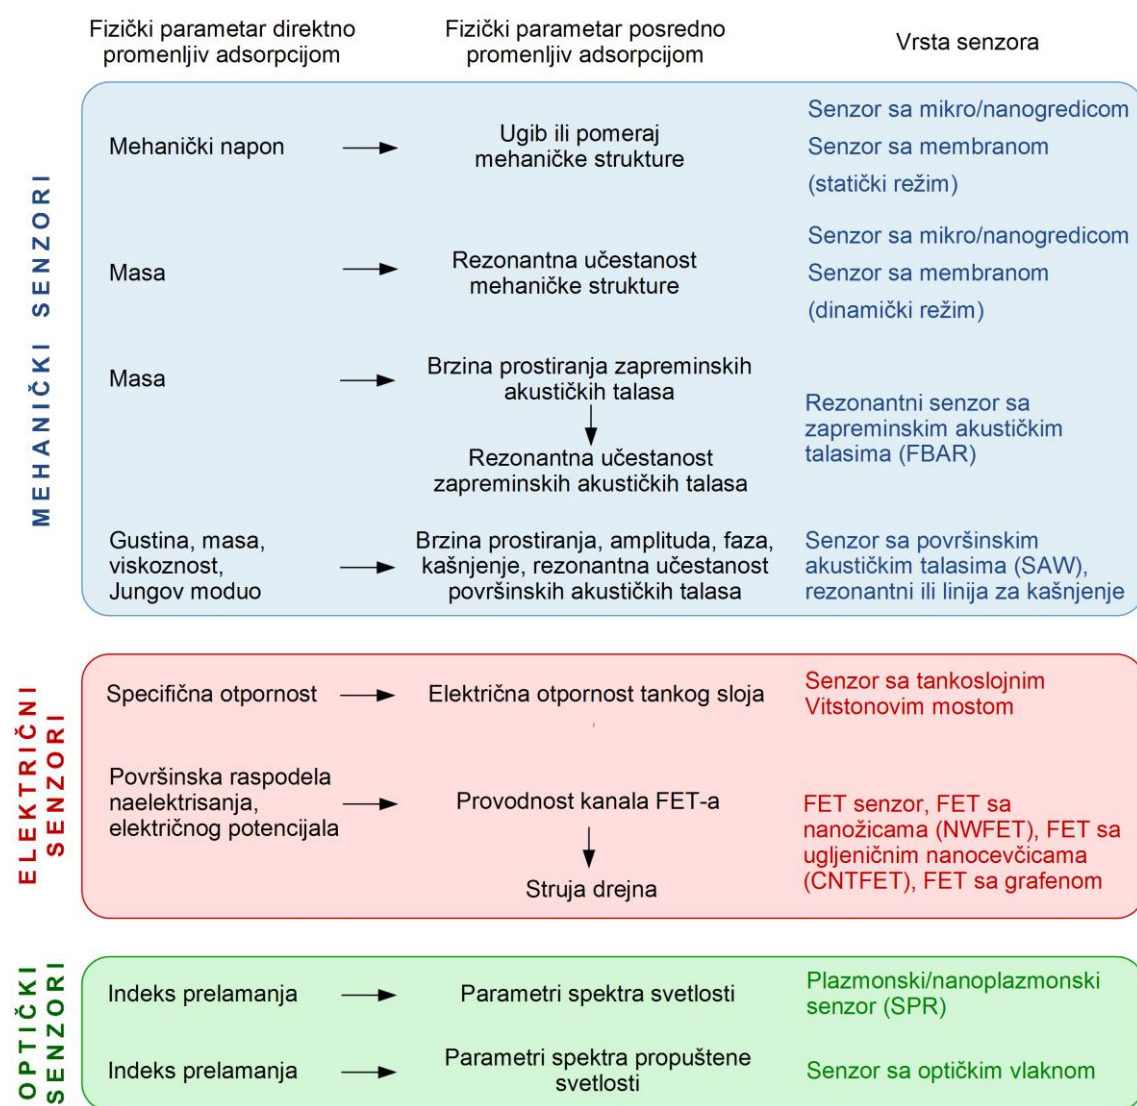 Fizički parametar direktno
promenljiv adsorpcijom
Fizički parametar posredno
promenljiv adsorpcijom
Vrsta senzora
MEHANIČKI SENZORI
Mehanički napon
Ugib ili pomeraj
mehaničke strukture
Senzor sa mikro/nanogredicom
Senzor sa membranom
(statički režim)
Masa
Rezonantna učestanost
mehaničke strukture
Senzor sa mikro/nanogredicom
Senzor sa membranom
(dinamički režim)
Masa
Brzina prostiranja zapreminskih
akustičkih talasa
Rezonantna učestanost
zapreminskih akustičkih talasa
Rezonantni senzor sa
zapreminskim akustičkim
talasima (FBAR)
Gustina, masa,
viskoznost,
Jungov moduo
Brzina prostiranja, amplituda, faza,
kašnjenje, rezonantna učestanost
površinskih akustičkih talasa
Senzor sa površinskim
akustičkim talasima (SAW),
rezonantni ili linija za kašnjenje
ELEKTRIČNI
SENZORI
Specifična otpornost
Eléktrična otpornost tankog sloja
Senzor sa tankoslojnim
Vitstonovim mostom
Površinska raspodela
naelektrisanja,
električnog potencijala
Provodnost kanala FET-a
Struja drejna
FET senzor, FET sa
nanožicama (NWFET), FET sa
ugljeničnim nanocevčicama
(CNTFET), FET sa grafenom
OPTIČKI
SENZORI
Indeks prelamanja
Parametri spektra svetlosti
Plazmonski/nanoplazmonski
senzor (SPR)
Indeks prelamanja
Parametri spektra propuštene
svetlosti
Senzor sa optičkim vlaknom